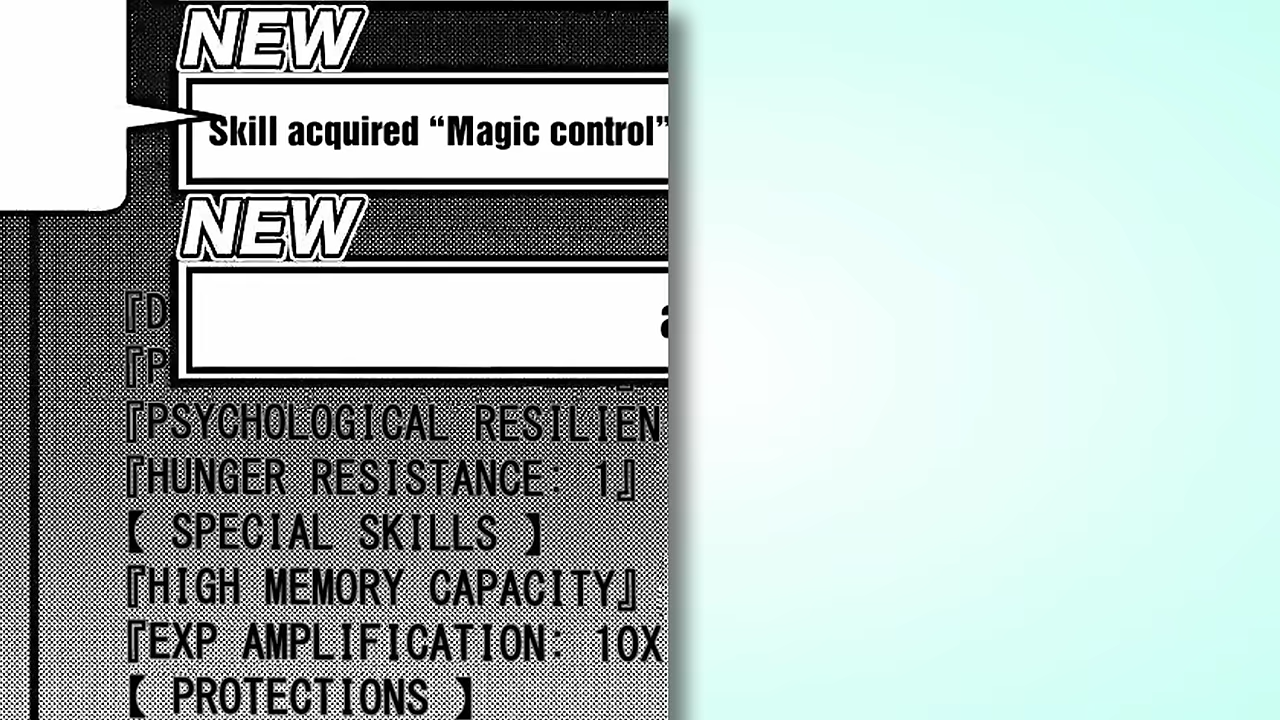 NEW
Skill acquired “Magic control”
NEW
a
『D
『P
『PSYCHOLOGICAL RESILIEN
『HUNGER RESISTANCE: 1』
【 SPECIAL SKILLS 】
『HIGH MEMORY CAPACITY』
『EXP AMPLIFICATION: 10X
【 PROTECTIONS 】